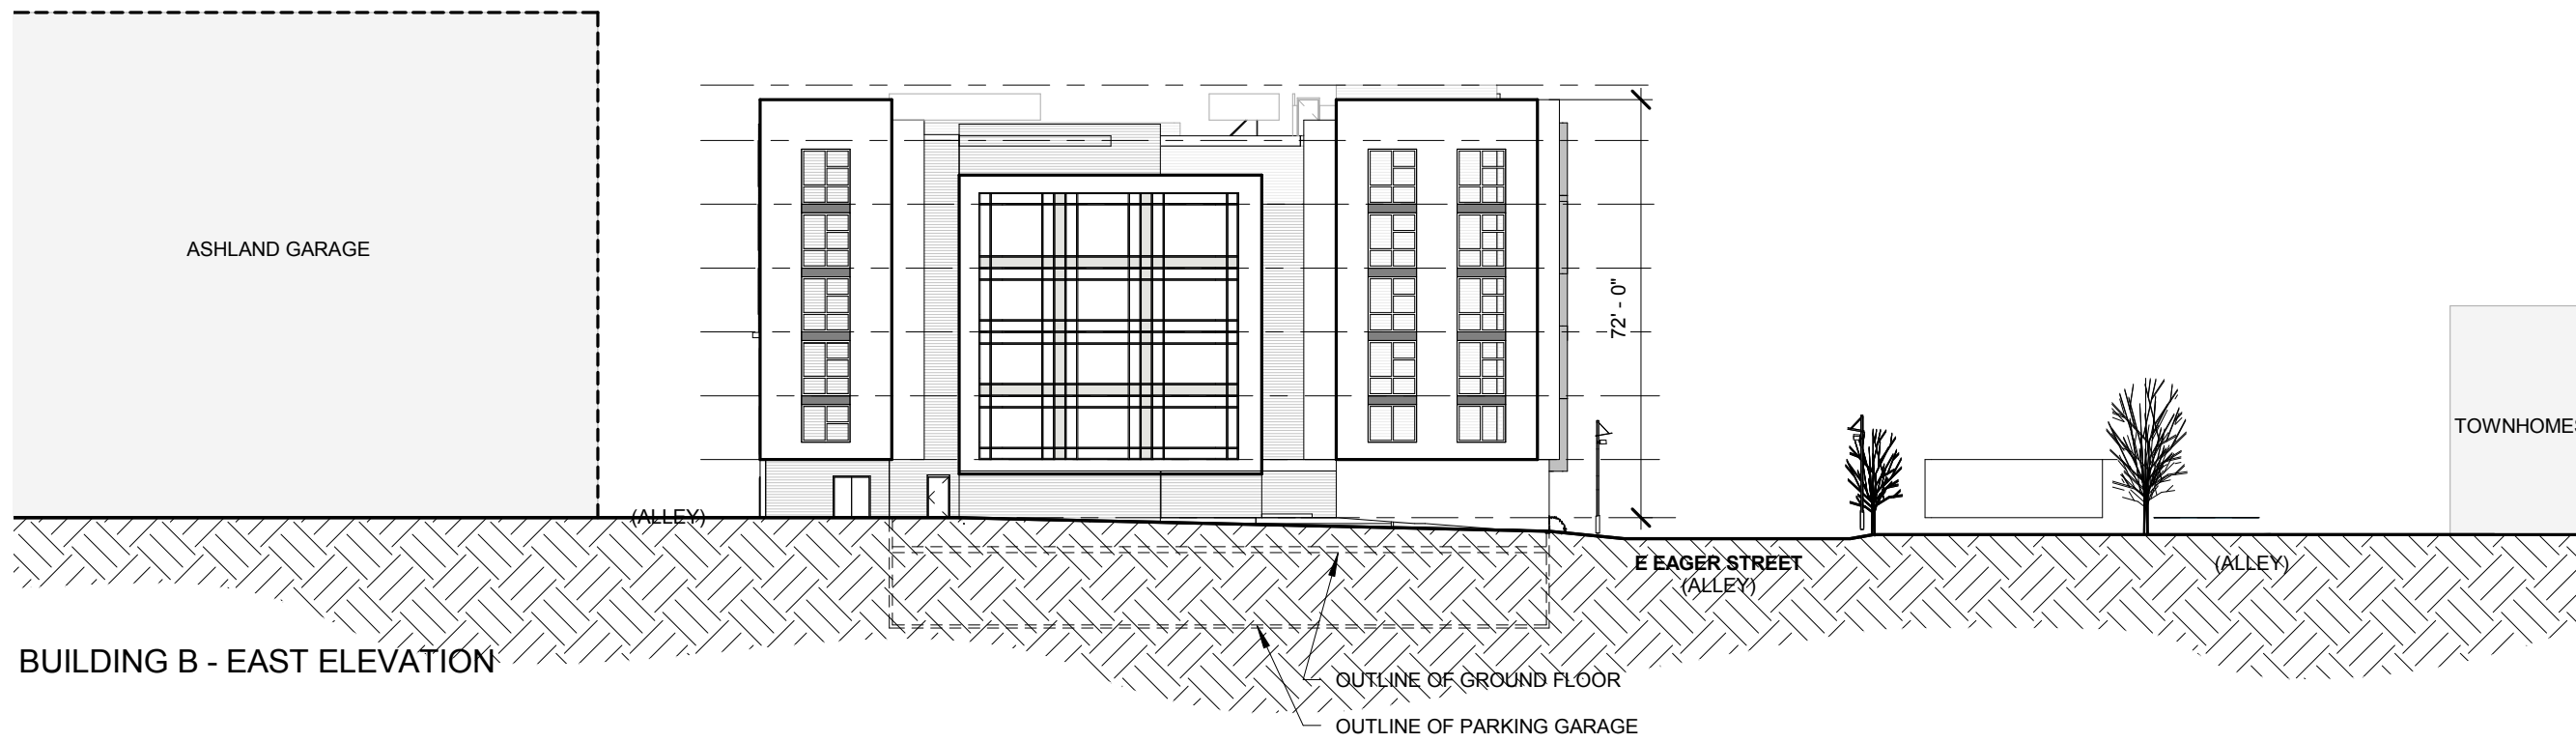 ASHLAND GARAGE
72' - 0"
TOWNHOMES
(ALLEY)
E EAGER STREET
(ALLEY)
(ALLEY)
BUILDING B - EAST ELEVATION
OUTLINE OF GROUND FLOOR
OUTLINE OF PARKING GARAGE